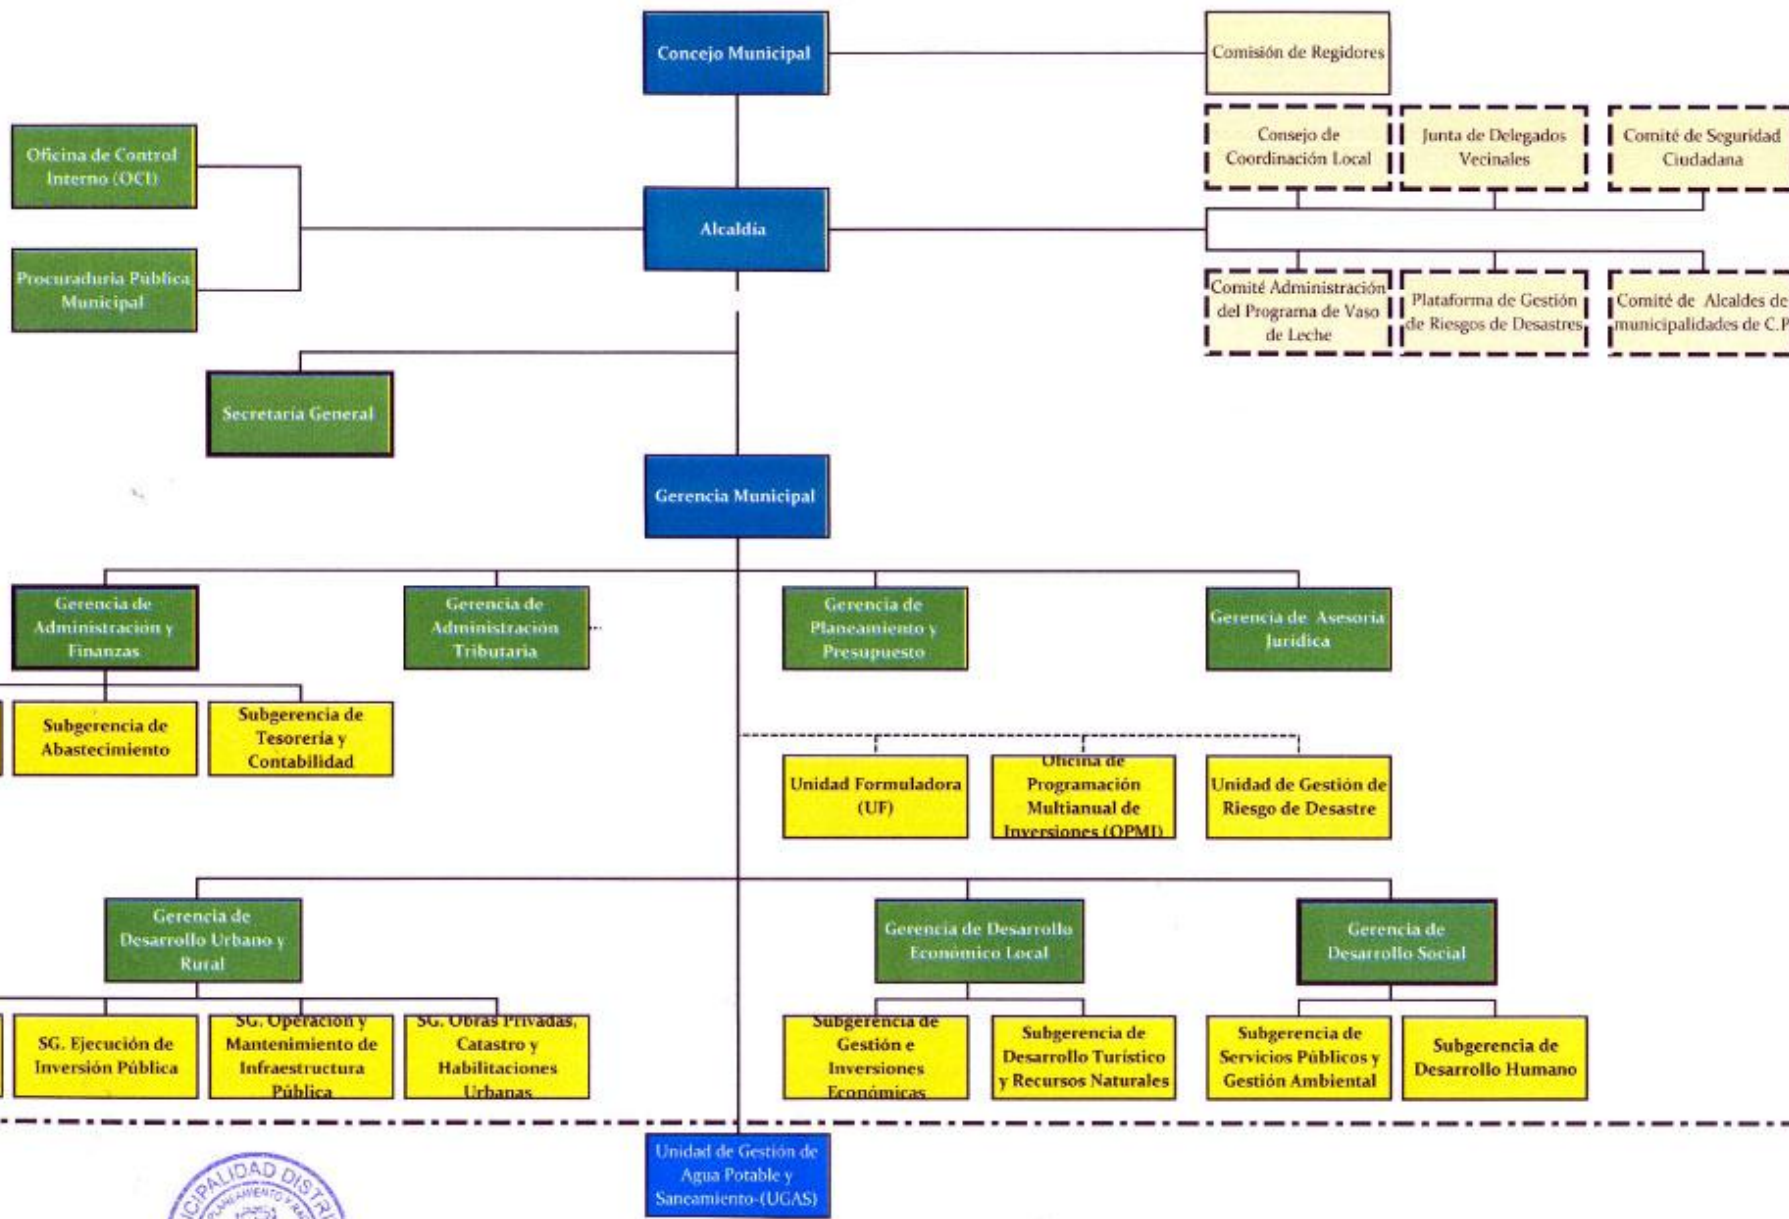 Concejo Municipal
Comisión de Regidores
Oficina de Control
Interno (OCI)
Consejo de
Coordinación Local
Junta de Delegados
Vecinales
Comité de Seguridad
Ciudadana
Alcaldía
Procuraduria Pública
Municipal
Comité Administración
del Programa de Vaso
de Leche
Plataforma de Gestión
de Riesgos de Desastres
Comité de Alcaldes de
municipalidades de C.P
Secretaría General
Gerencia Municipal
Gerencia de
Administración y
Finanzas
Gerencia de
Administración
Tributaria
Gerencia de
Planeamiento y
Presupuesto
Gerencia de Asesoria
Jurídica
Subgerencia de
Abastecimiento
Subgerencia de
Tesorería y
Contabilidad
Unidad Formuladora
(UF)
Oficina de
Programación
Multianual de
Inversiones (OPMI)
Unidad de Gestión de
Riesgo de Desastre
Gerencia de
Desarrollo Urbano y
Rural
Gerencia de Desarrollo
Económico Local
Gerencia de
Desarrollo Social
SG. Ejecución de
Inversión Pública
SG. Operación y
Mantenimiento de
Infraestructura
Pública
SG. Obras Privadas,
Catastro y
Habilitaciones
Urbanas
Subgerencia de
Gestión e
Inversiones
Económicas
Subgerencia de
Desarrollo Turístico
y Recursos Naturales
Subgerencia de
Servicios Públicos y
Gestión Ambiental
Subgerencia de
Desarrollo Humano
Unidad de Gestión de
Agua Potable y
Saneamiento-(UGAS)